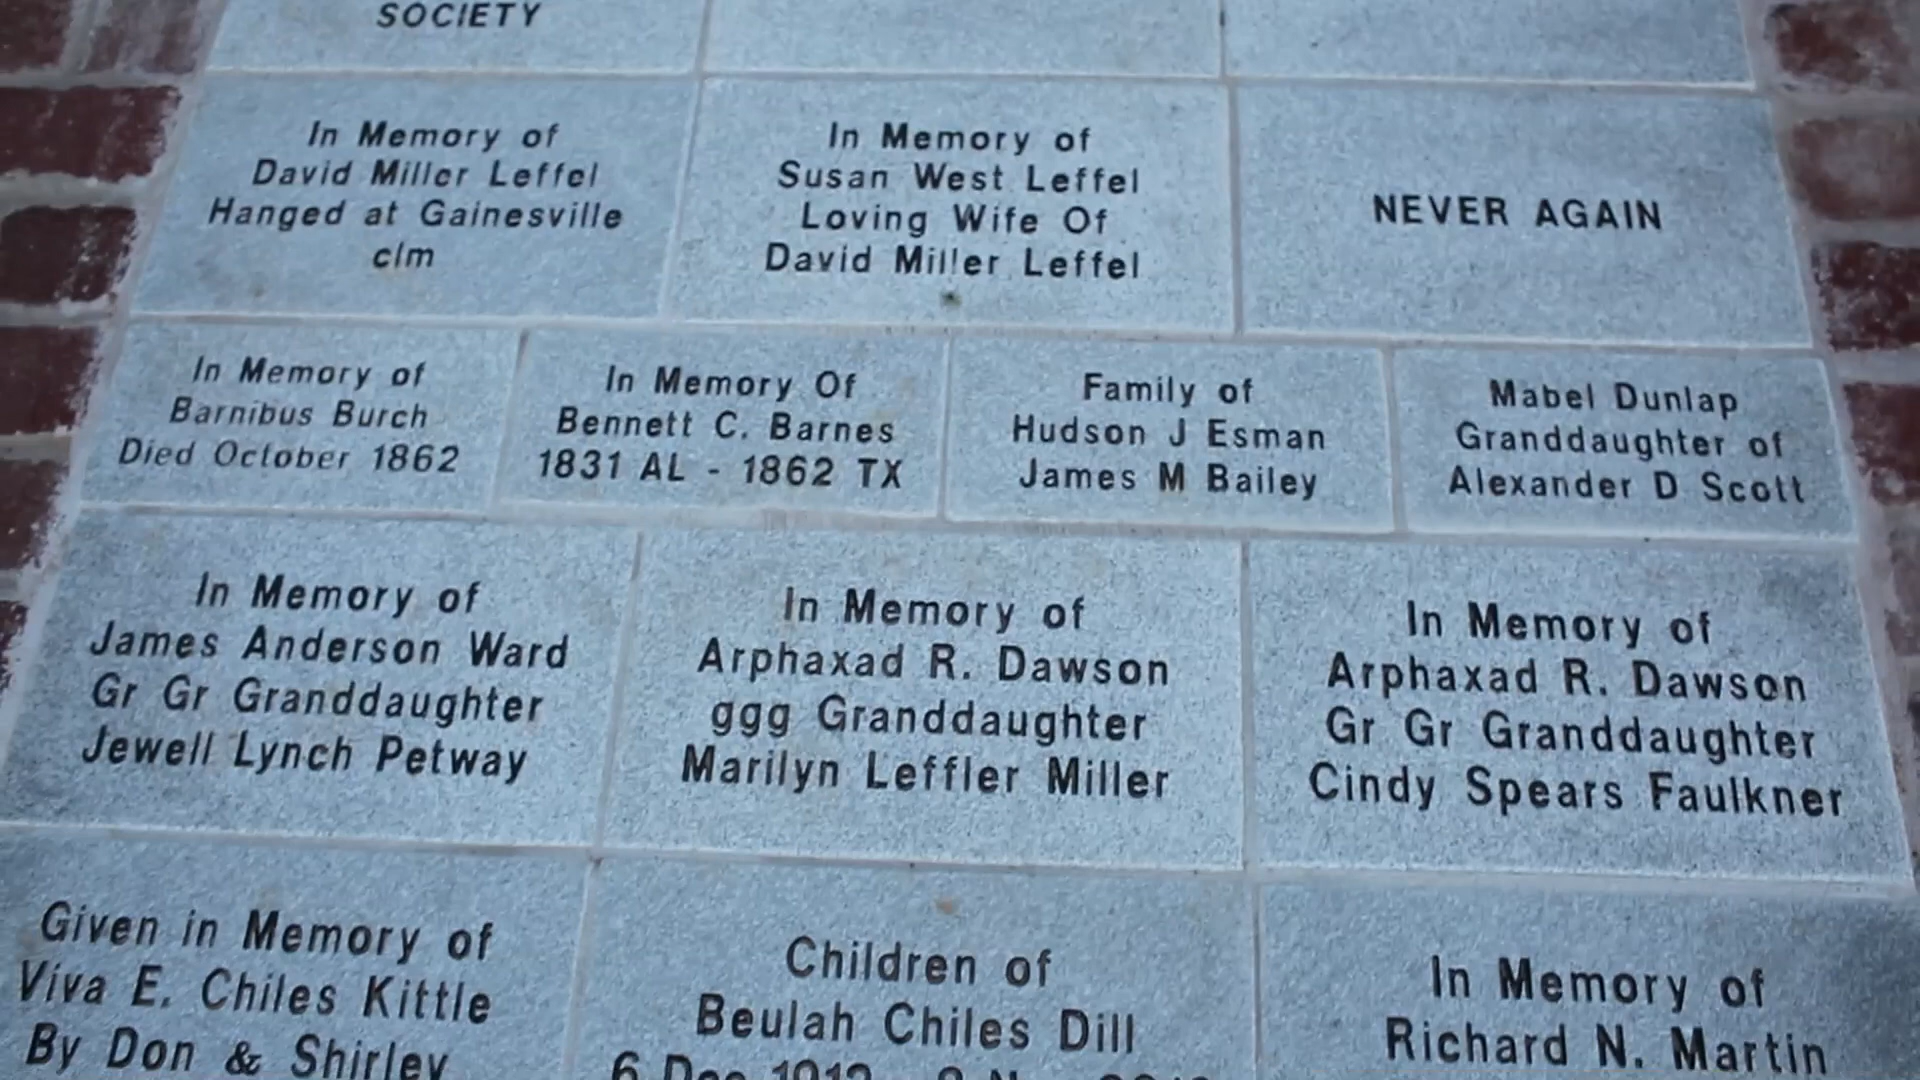 SOCIETY
In Memory of
David Miller Leffel
Hanged at Gainesville
clm
In Memory of
Susan West Leffel
Loving Wife Of
David Miller Leffel
NEVER AGAIN
In Memory of
Barnibus Burch
Died October 1862
In Memory Of
Bennett C. Barnes
1831 AL - 1862 TX
Family of
Hudson J Esman
James M Bailey
Mabel Dunlap
Granddaughter of
Alexander D Scott
In Memory of
James Anderson Ward
Gr Gr Granddaughter
Jewell Lynch Petway
In Memory of
Arphaxad R. Dawson
ggg Granddaughter
Marilyn Leffler Miller
In Memory of
Arphaxad R. Dawson
Gr Gr Granddaughter
Cindy Spears Faulkner
Given in Memory of
Viva E. Chiles Kittle
By Don & Shirley
Children of
Beulah Chiles Dill
6 Dec
In Memory of
Richard N. Martin